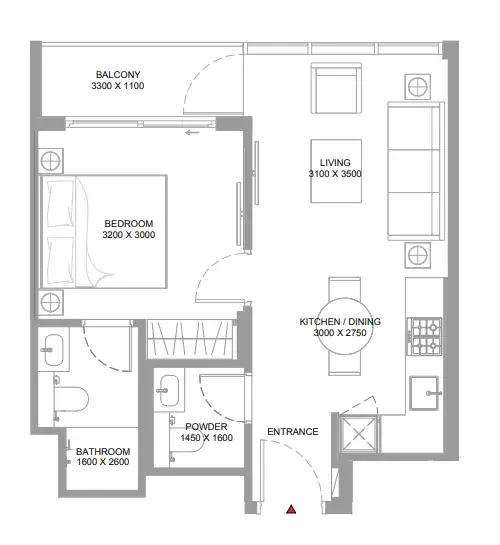 BALCONY
3300 X 1100
LIVING
3100 X 3500
BEDROOM
3200 X 3000
KITCHEN / DINING
3000 X 2750
POWDER
1450 X 1600
ENTRANCE
BATHROOM
1600 X 2600